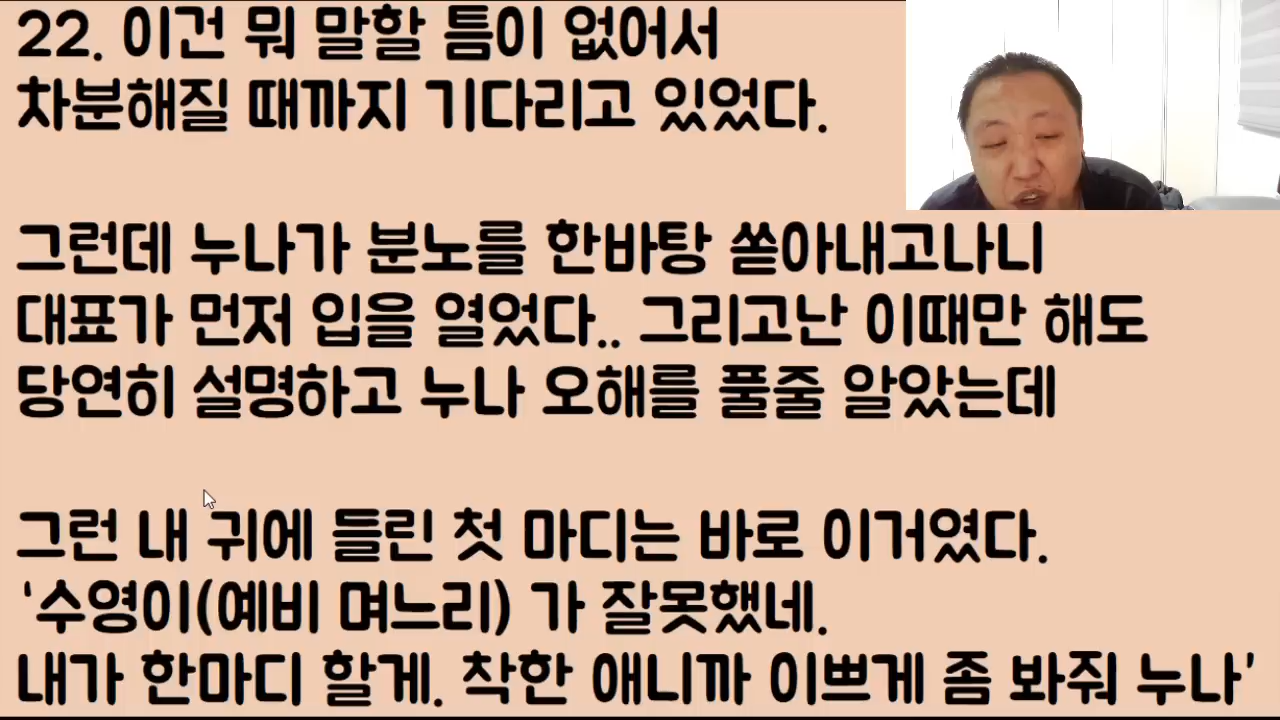 22. 이건 뭐 말할 틈이 없어서
차분해질 때까지 기다리고 있었다.
그런데 누나가 분노를 한바탕 쏟아내고나니
대표가 먼저 입을 열었다.. 그리고난 이때만 해도
당연히 설명하고 누나 오해를 풀줄 알았는데
그런 내 귀에 들린 첫 마디는 바로 이거였다.
'수영이(예비 며느리) 가 잘못했네.
내가 한마디 할게. 착한 애니까 이쁘게 좀 봐줘 누나'